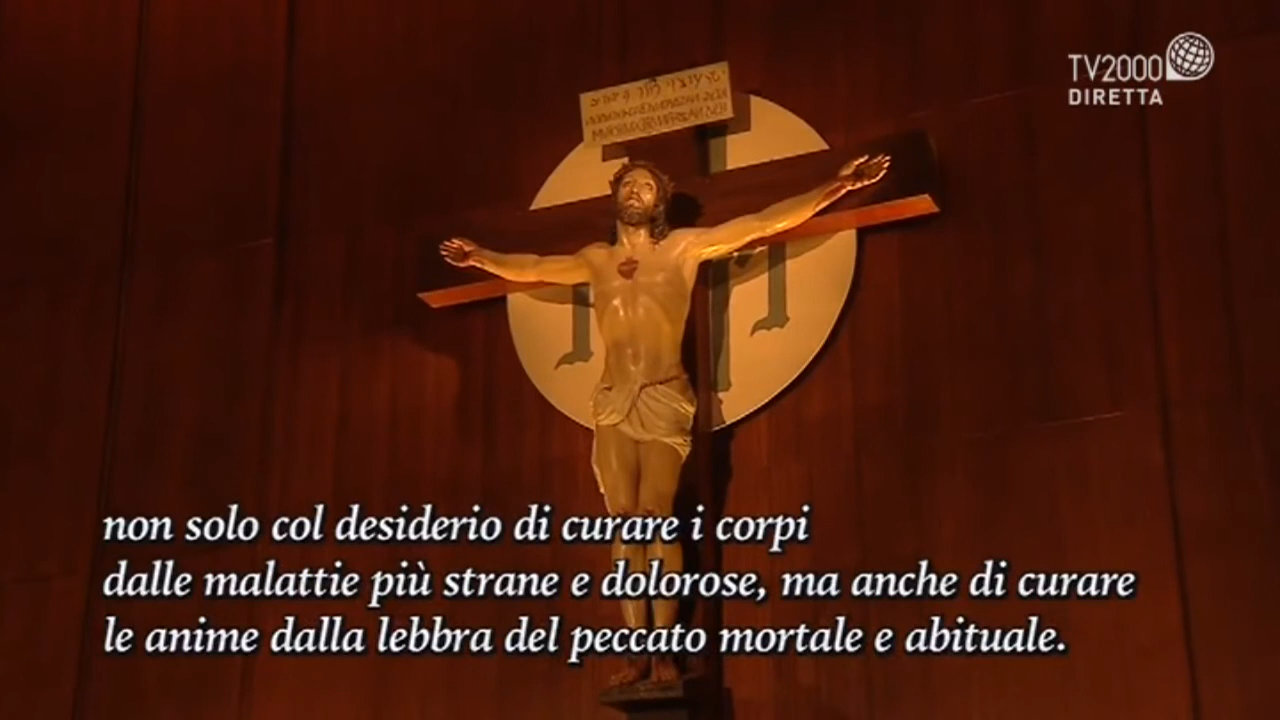 TV2000
DIRETTA
non solo col desiderio di curare i corpi
dalle malattie più strane e dolorose, ma anche di curare
le anime dalla lebbra del peccato mortale e abituale.